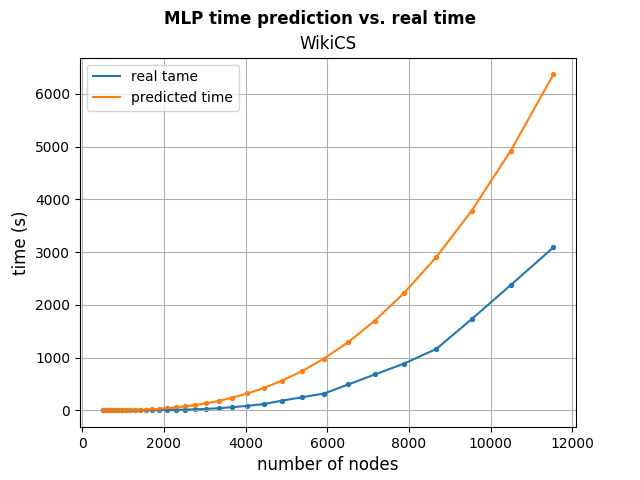 MLP time prediction vs. real time
WikiCS
real tame
predicted time
time (s)
6000
5000
4000
3000
2000
1000
0
0 2000 4000 6000 8000 10000 12000
number of nodes